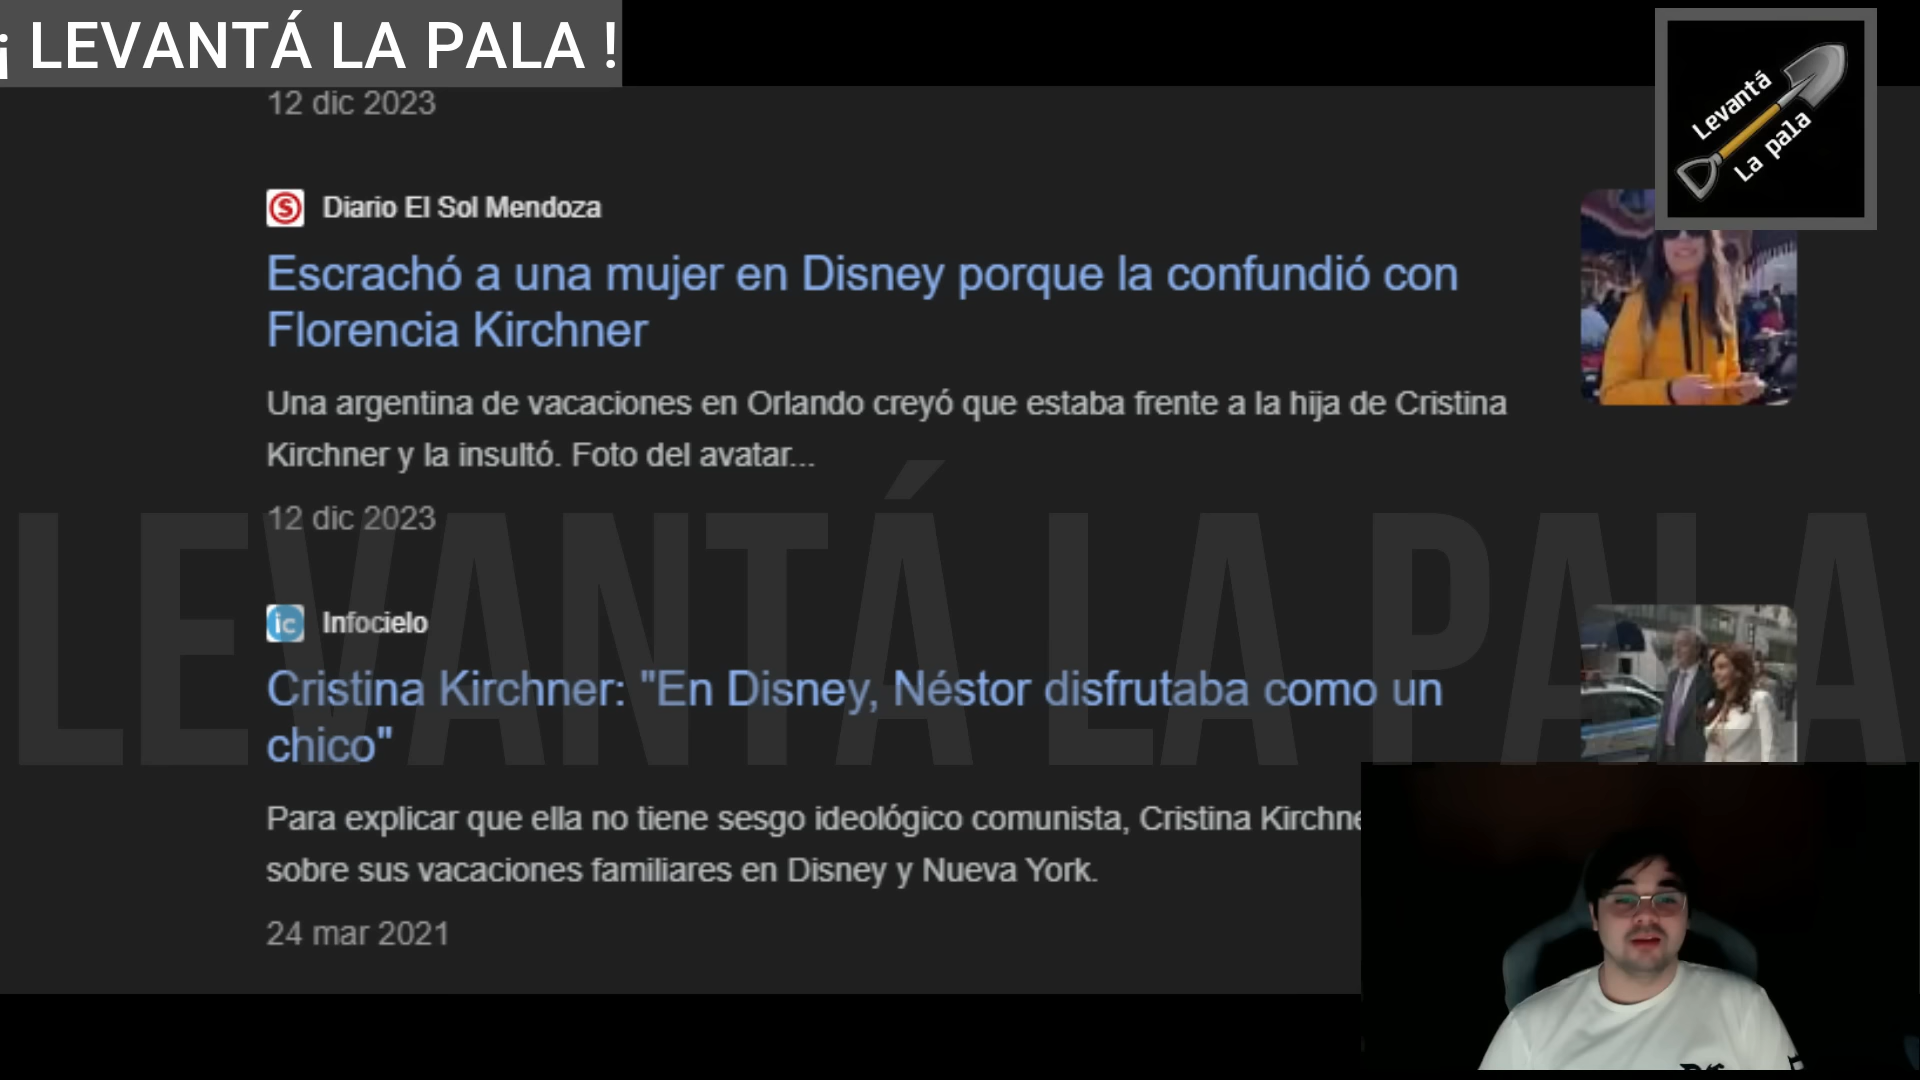 ¡ LEVANTÁ LA PALA !
Levantá
La pala
12 dic 2023
Diario El Sol Mendoza
Escrachó a una mujer en Disney porque la confundió con
Florencia Kirchner
Una argentina de vacaciones en Orlando creyó que estaba frente a la hija de Cristina
Kirchner y la insultó. Foto del avatar...
12 dic 2023
LEVANTÁ LA PALA
ic Infocielo
Cristina Kirchner: "En Disney, Néstor disfrutaba como un
chico"
Para explicar que ella no tiene sesgo ideológico comunista, Cristina Kirchne
sobre sus vacaciones familiares en Disney y Nueva York.
24 mar 2021